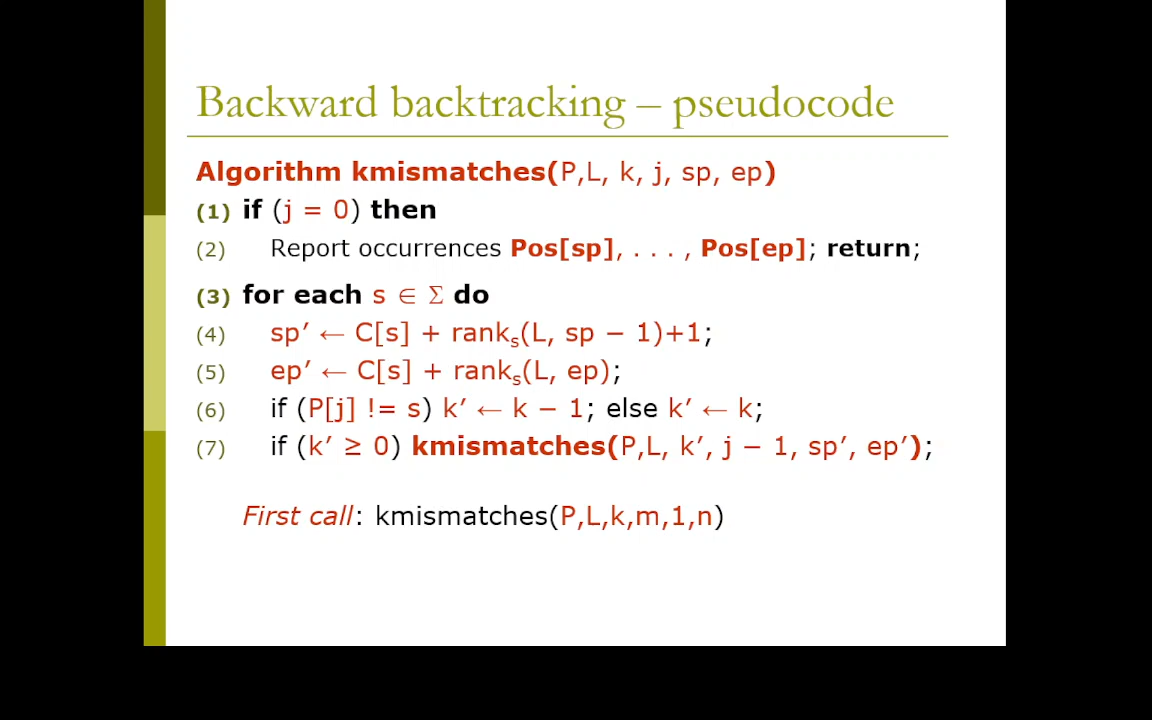 Backward backtracking – pseudocode
Algorithm kmismatches(P,L, k, j, sp, ep)
(1) if (j = 0) then
(2) Report occurrences Pos[sp], . . . , Pos[ep]; return;
(3) for each s ∈ Σ do
(4) sp′ ← C[s] + ranks(L, sp − 1)+1;
(5) ep′ ← C[s] + ranks(L, ep);
(6) if (P[j] != s) k′ ← k − 1; else k′ ← k;
(7) if (k′ ≥ 0) kmismatches(P,L, k′, j − 1, sp′, ep′);
First call: kmismatches(P,L,k,m,1,n)